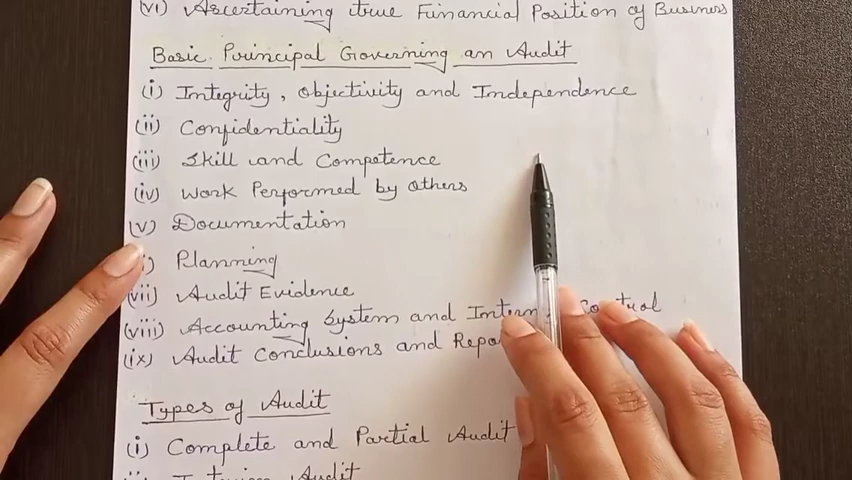 (vi) Ascertaining true Financial Position of Business
Basic Principal Governing an Audit
(i) Integrity, Objectivity and Independence
(ii) Confidentiality
(iii) Skill and Competence
(iv) Work Performed by Others
(v) Documentation
Planning
(vii) Audit Evidence
(viii) Accounting System and
(ix) Audit Conclusions and
Types of Audit
(i) Complete and Partial Audit
Audit